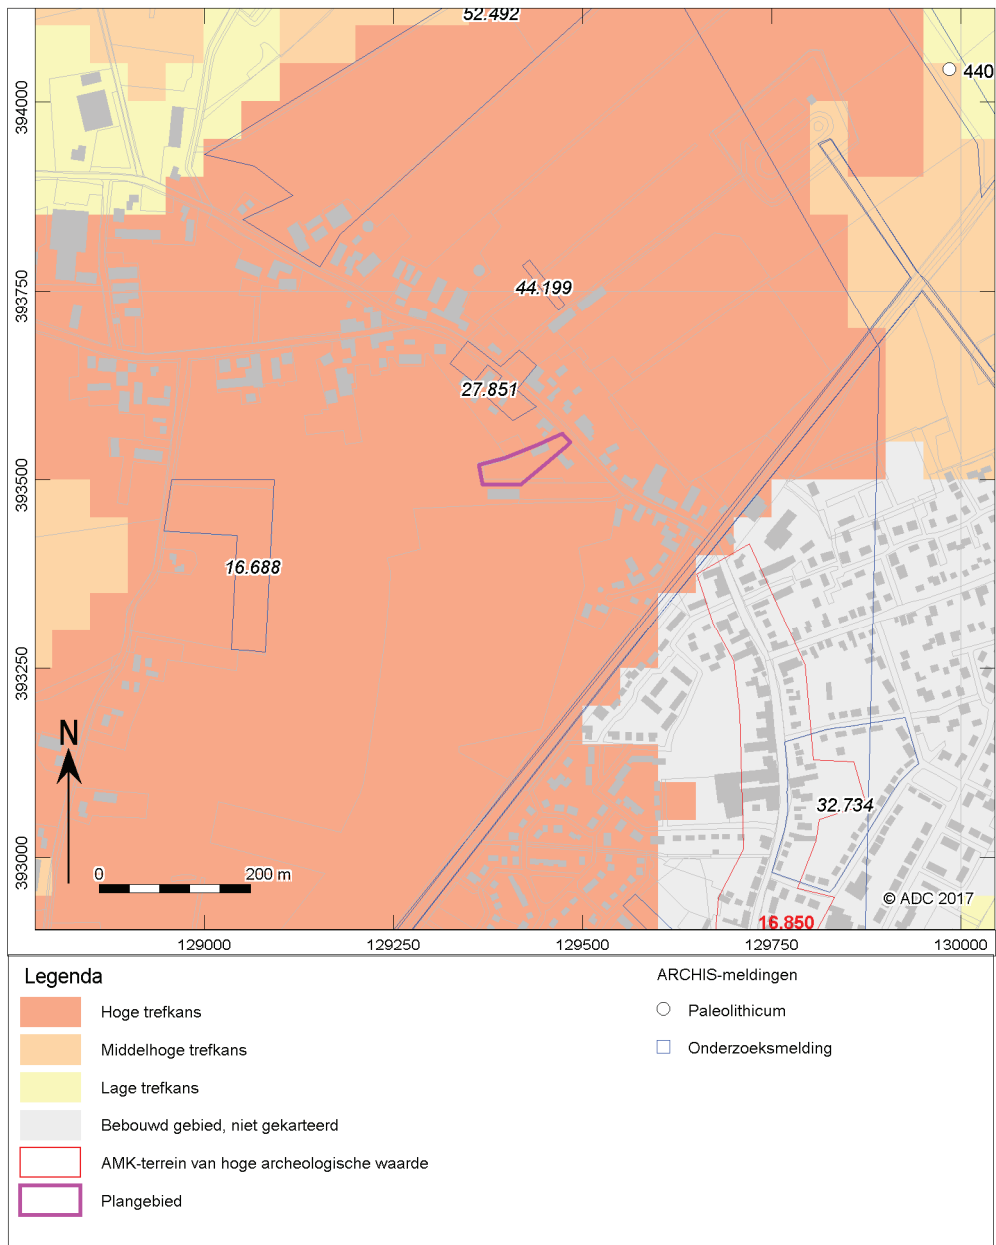 52.492
440
394000
393750
44.199
27.851
393500
16.688
393250
N
32.734
393000
0 200 m
© ADC 2017
16.850
129000 129250 129500 129750 130000
Legenda
Hoge trefkans
Middelhoge trefkans
Lage trefkans
Bebouwd gebied, niet gekarteerd
AMK-terrein van hoge archeologische waarde
Plangebied
ARCHIS-meldingen
Paleolithicum
Onderzoeksmelding